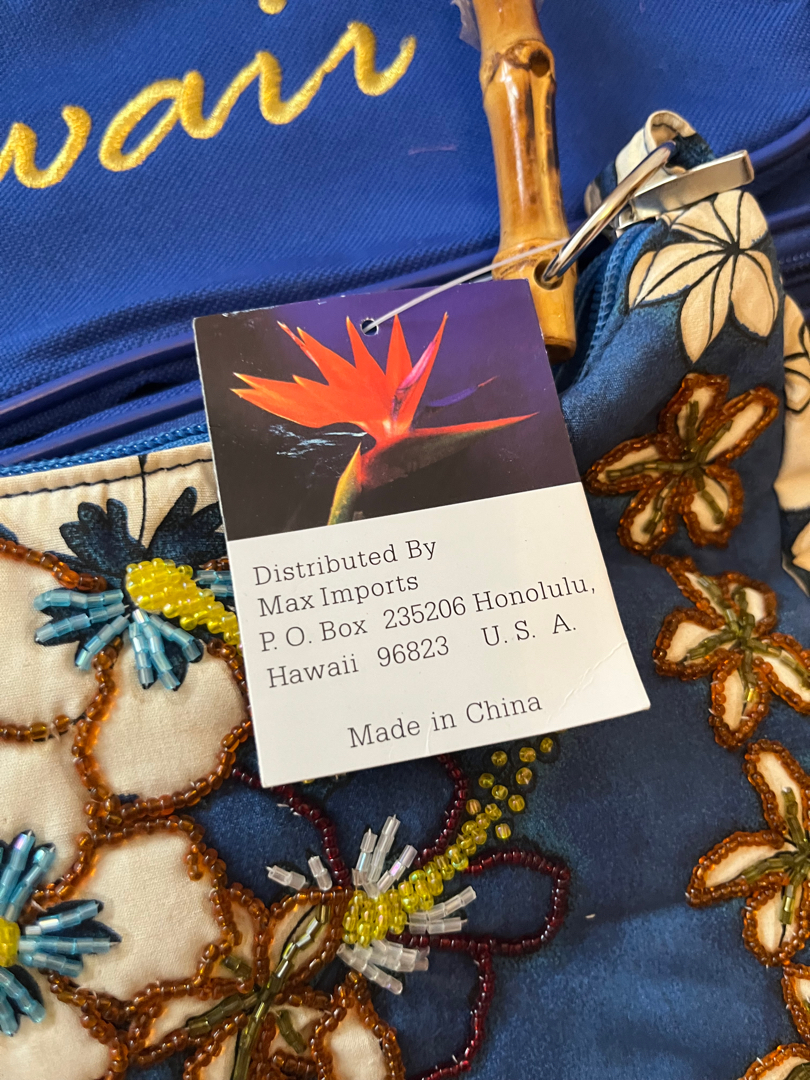 waii
Distributed By
Max Imports
P. O. Box 235206 Honolulu,
Hawaii 96823 U. S. A.
Made in China